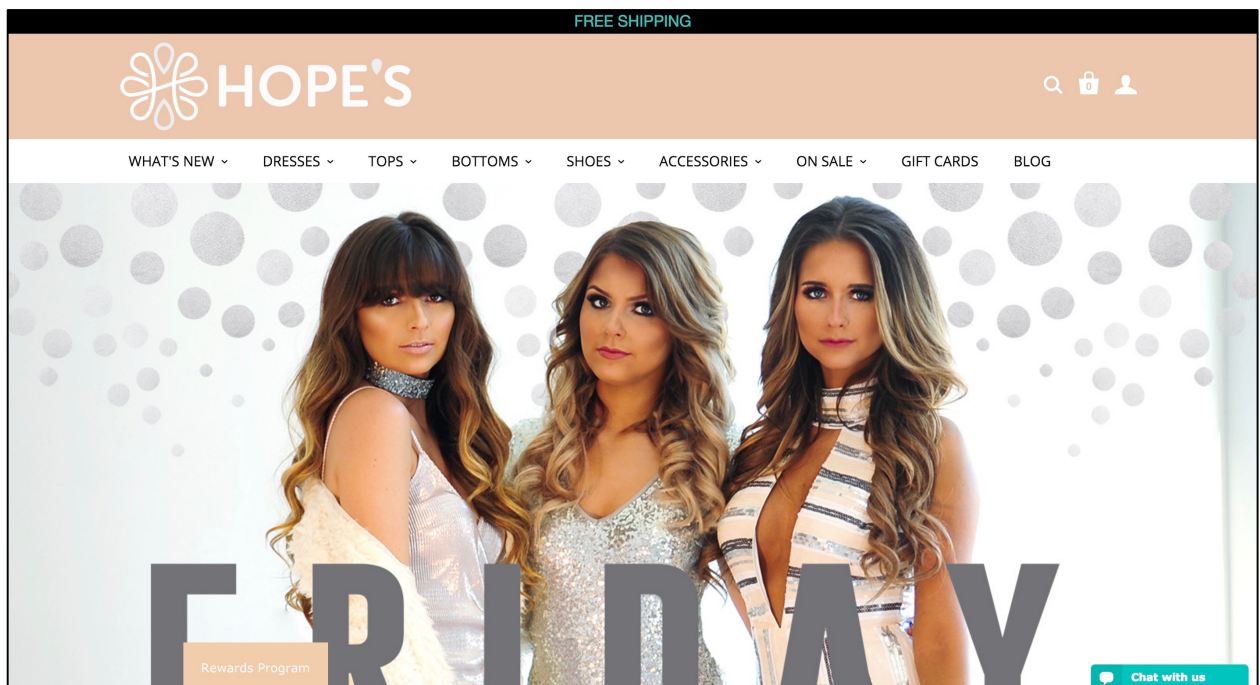 FREE SHIPPING
HOPE'S
0
WHAT'S NEW DRESSES TOPS BOTTOMS SHOES ACCESSORIES ON SALE GIFT CARDS BLOG
FRIDAY
Rewards Program
Chat with us